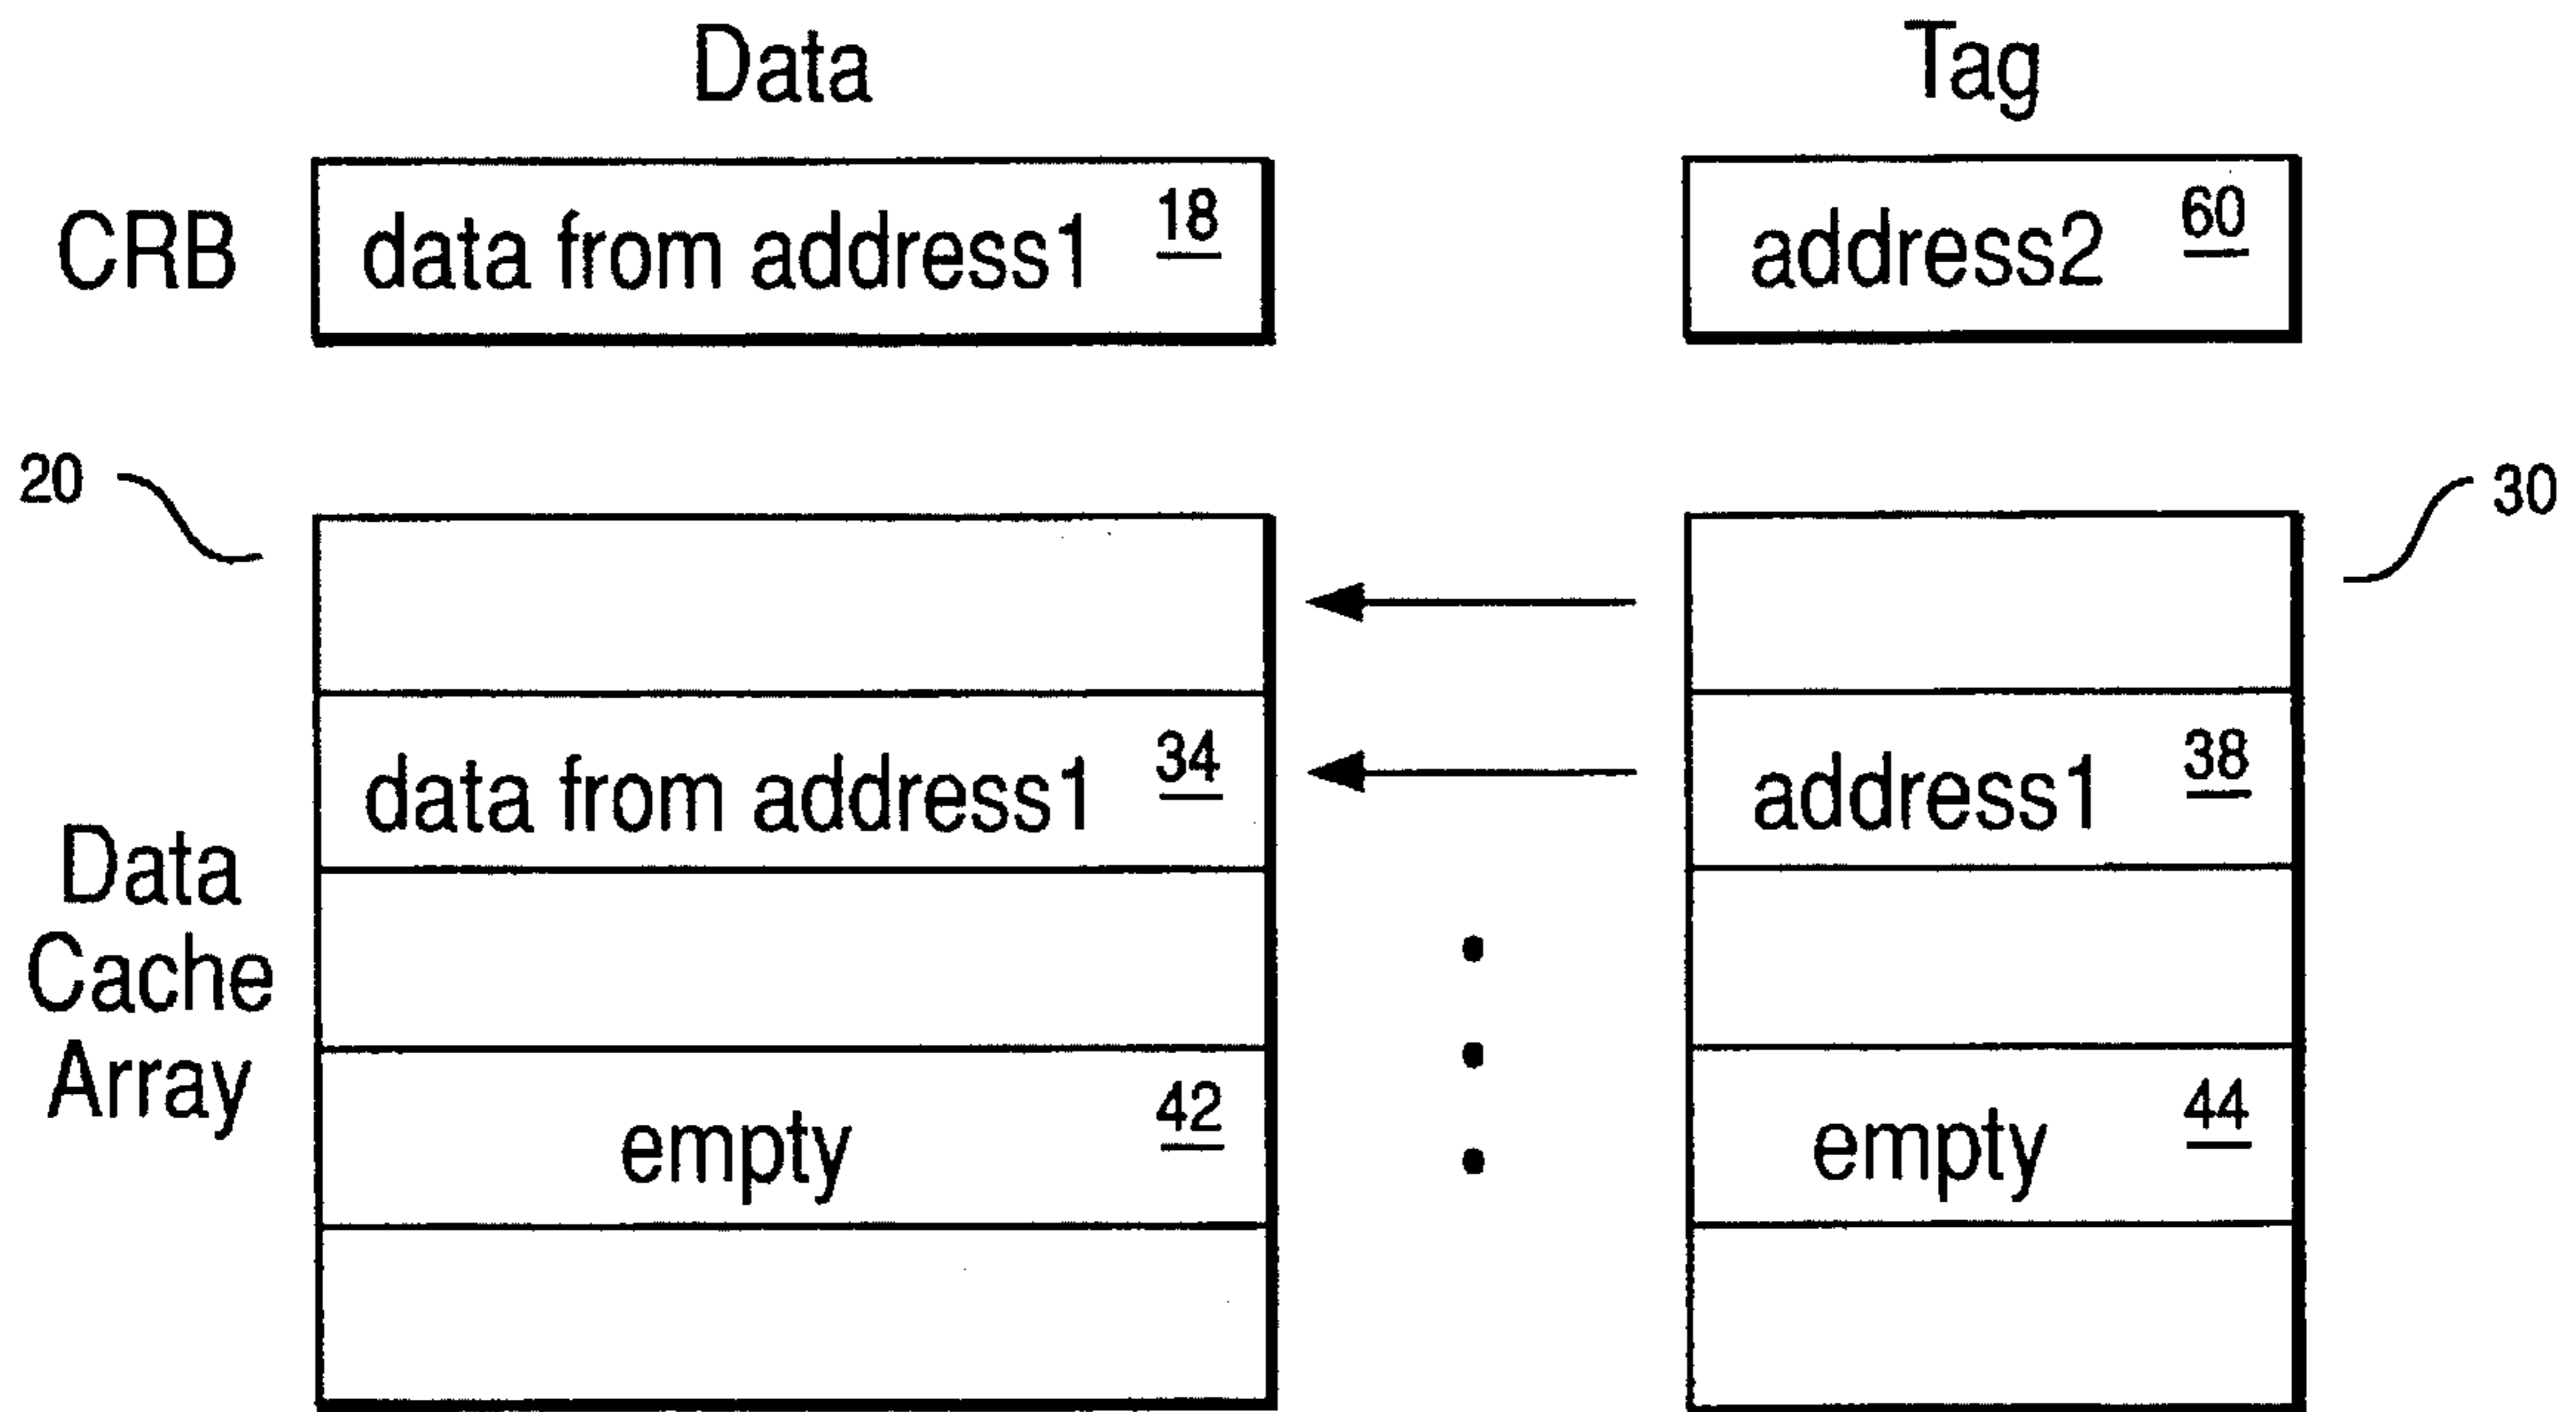 Data
Tag
CRB
data from address1 18
address2 60
20
30
data from address1 34
address1 38
Data
Cache
Array
empty 42
empty 44